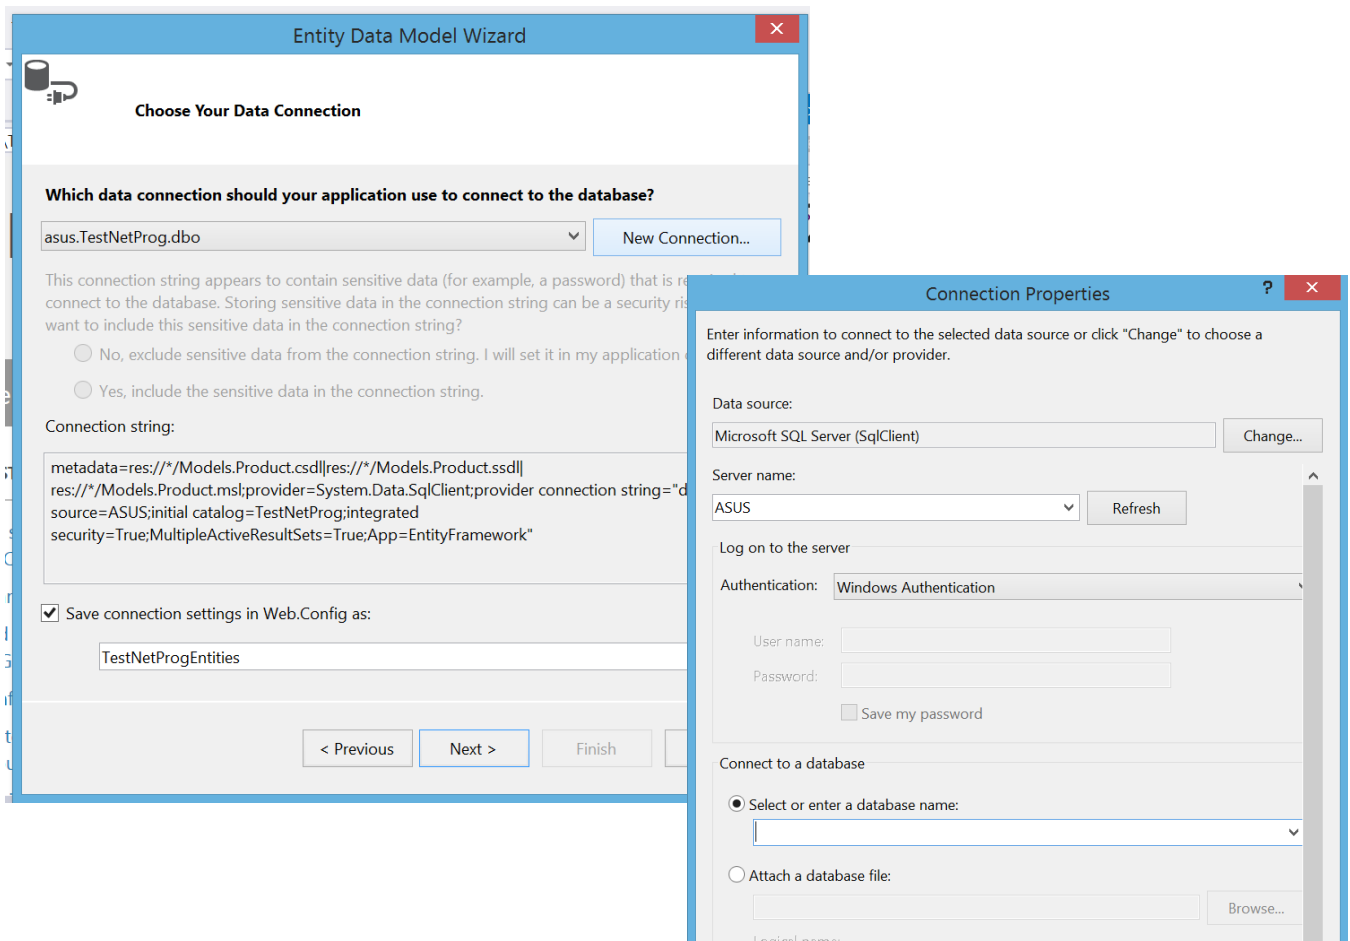 Entity Data Model Wizard
Choose Your Data Connection
Which data connection should your application use to connect to the database?
asus.TestNetProg.dbo
New Connection...
This connection string appears to contain sensitive data (for example, a password) that is
connect to the database. Storing sensitive data in the connection string can be a security
want to include this sensitive data in the connection string?
No, exclude sensitive data from the connection string. I will set it in my application
Yes, include the sensitive data in the connection string.
Connection string:
metadata=res://*/Models.Product.csdl|res://*/Models.Product.ssdl|
res://*/Models.Product.msl;provider=System.Data.SqlClient;provider connection string="d
source=ASUS;initial catalog=TestNetProg;integrated
security=True;MultipleActiveResultSets=True;App=EntityFramework"
Save connection settings in Web.Config as:
TestNetProgEntities
< Previous
Next >
Finish
Connection Properties
?
Enter information to connect to the selected data source or click "Change" to choose a
different data source and/or provider.
Data source:
Microsoft SQL Server (SqlClient)
Change...
Server name:
ASUS
Refresh
Log on to the server
Authentication:
Windows Authentication
User name:
Password:
Save my password
Connect to a database
Select or enter a database name:
Attach a database file:
Browse...
Logical name: